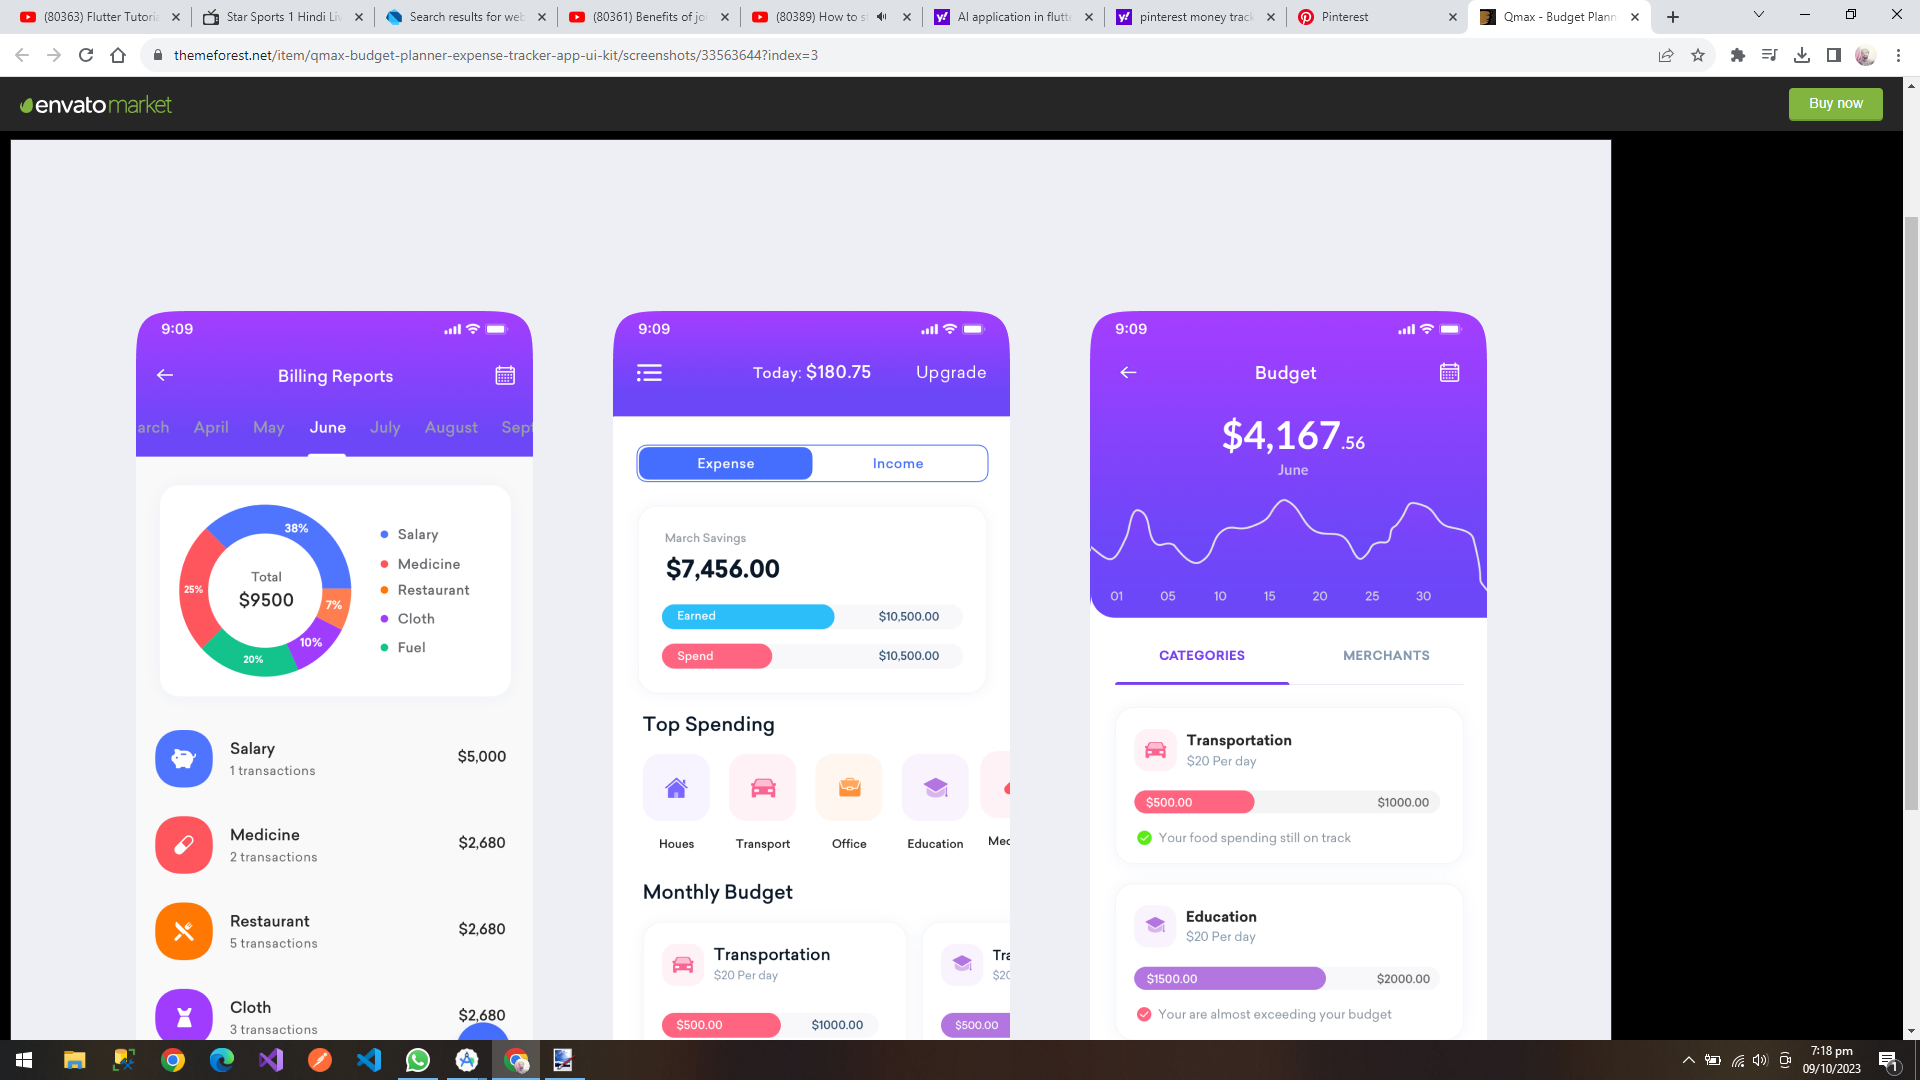 (80363) Flutter Tutoria
Star Sports 1 Hindi Liv
Search results for web
(80361) Benefits of joi
(80389) How to s
AI application in flutte
pinterest money track
Pinterest
Qmax - Budget Plann
themeforest.net/item/qmax-budget-planner-expense-tracker-app-ui-kit/screenshots/33563644?index=3
envatomarket
Buy now
9:09
Billing Reports
arch April May June July August Sept
38%
25%
7%
10%
20%
Total
$9500
Salary
Medicine
Restaurant
Cloth
Fuel
Salary
1 transactions
$5,000
Medicine
2 transactions
$2,680
Restaurant
5 transactions
$2,680
Cloth
3 transactions
$2,680
9:09
Today: $180.75 Upgrade
Expense Income
March Savings
$7,456.00
Earned $10,500.00
Spend $10,500.00
Top Spending
Houes Transport Office Education Med
Monthly Budget
Transportation
$20 Per day
$500.00 $1000.00
Tra
$20
$500.00
9:09
Budget
$4,167.56
June
01 05 10 15 20 25 30
CATEGORIES MERCHANTS
Transportation
$20 Per day
$500.00 $1000.00
Your food spending still on track
Education
$20 Per day
$1500.00 $2000.00
Your are almost exceeding your budget
7:18 pm
09/10/2023
1